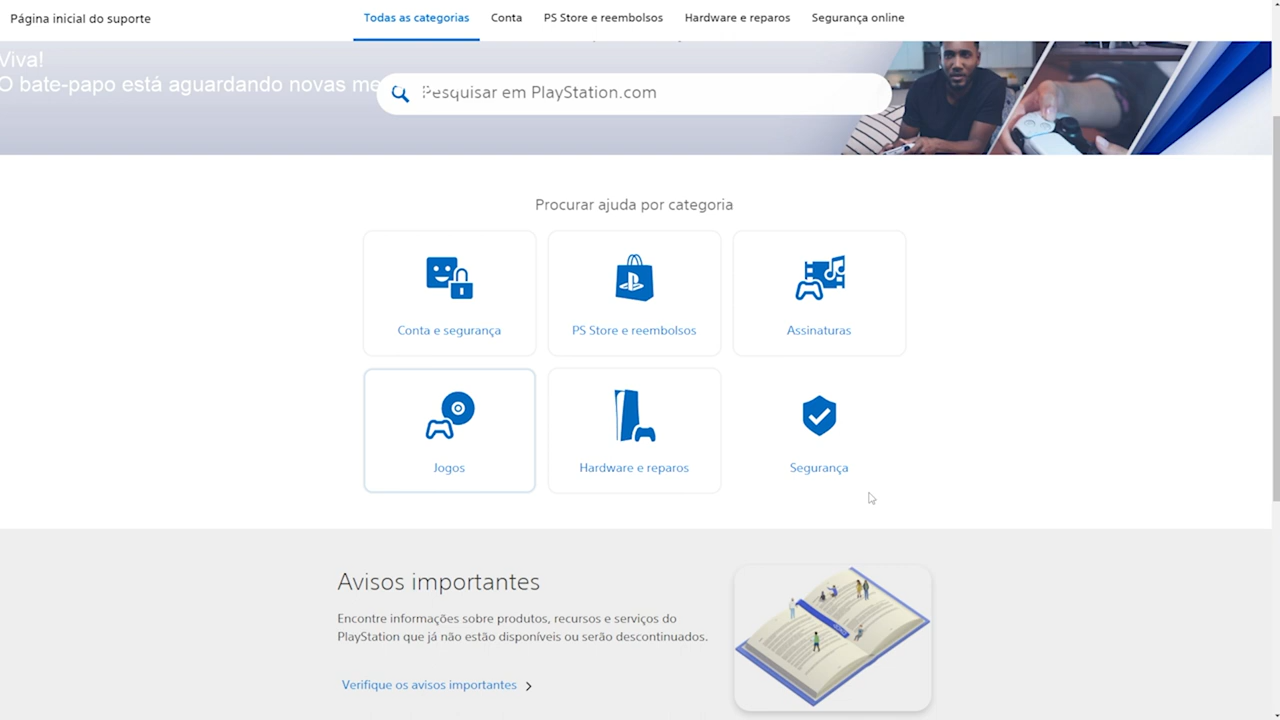 Página inicial do suporte
Todas as categorias
Conta
PS Store e reembolsos
Hardware e reparos
Segurança online
Viva!
O bate-papo está aguardando novas me
Pesquisar em PlayStation.com
Procurar ajuda por categoria
Conta e segurança
PS Store e reembolsos
Assinaturas
Jogos
Hardware e reparos
Segurança
Avisos importantes
Encontre informações sobre produtos, recursos e serviços do
PlayStation que já não estão disponíveis ou serão descontinuados.
Verifique os avisos importantes